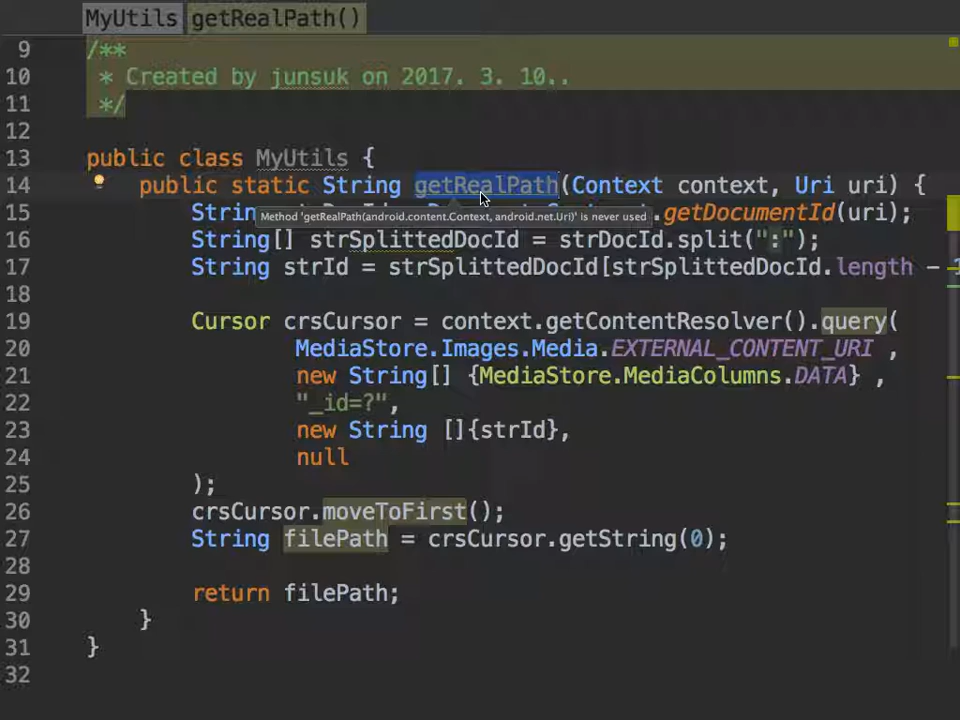 MyUtils getRealPath()
9 /**
10 * Created by junsuk on 2017. 3. 10..
11 */
12
13 public class MyUtils {
14 public static String getRealPath(Context context, Uri uri) {
15 .getDocumentId(uri);
Method 'getRealPath(android.content.Context, android.net.Uri)' is never used
16 String[] strSplittedDocId = strDocId.split(":");
17 String strId = strSplittedDocId[strSplittedDocId.length - 1
18
19 Cursor crsCursor = context.getContentResolver().query(
20 MediaStore.Images.Media.EXTERNAL_CONTENT_URI ,
21 new String[] {MediaStore.MediaColumns.DATA} ,
22 "_id=?",
23 new String []{strId},
24 null
25 );
26 crsCursor.moveToFirst();
27 String filePath = crsCursor.getString(0);
28
29 return filePath;
30 }
31 }
32